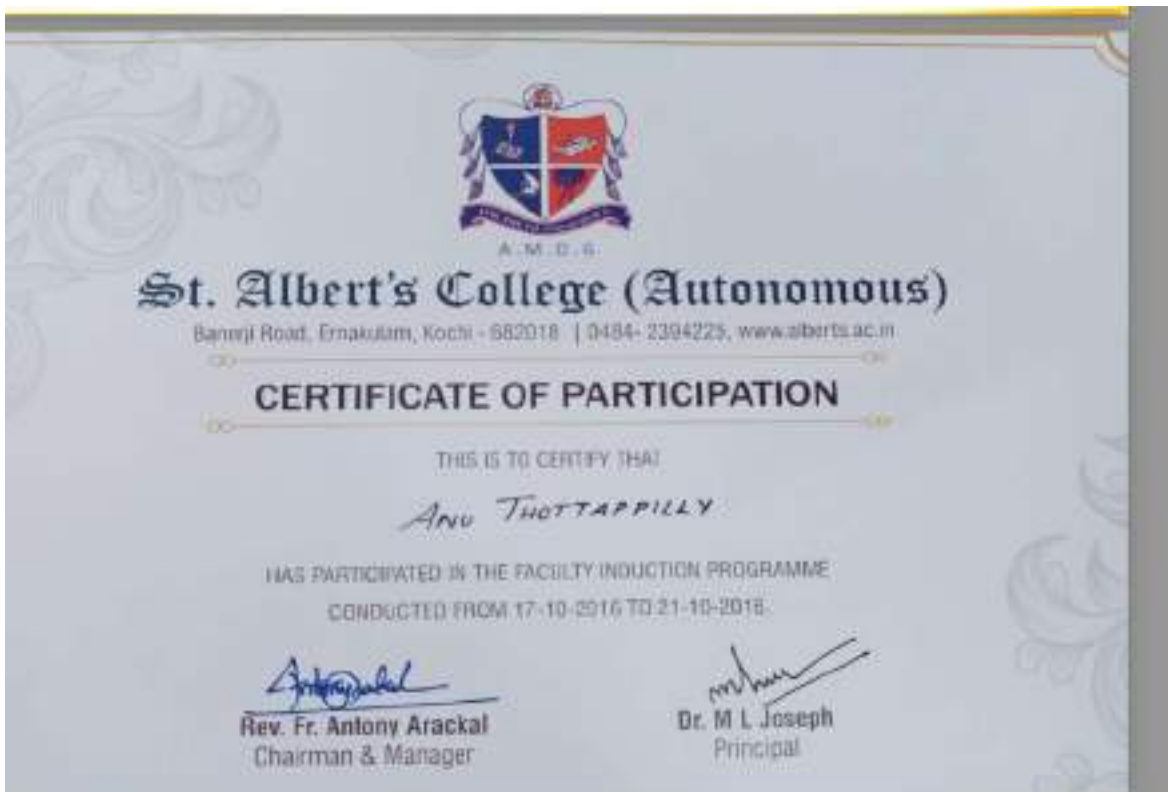 A.M.D.G.
St. Albert's College (Autonomous)
Banerji Road, Ernakulam, Kochi - 682018 | 0484- 2394225, www.alberts.ac.in
CERTIFICATE OF PARTICIPATION
THIS IS TO CERTIFY THAT
ANU THOTTAPPILLY
HAS PARTICIPATED IN THE FACULTY INDUCTION PROGRAMME
CONDUCTED FROM 17-10-2016 TO 21-10-2016
Rev. Fr. Antony Arackal
Chairman & Manager
Dr. M L Joseph
Principal